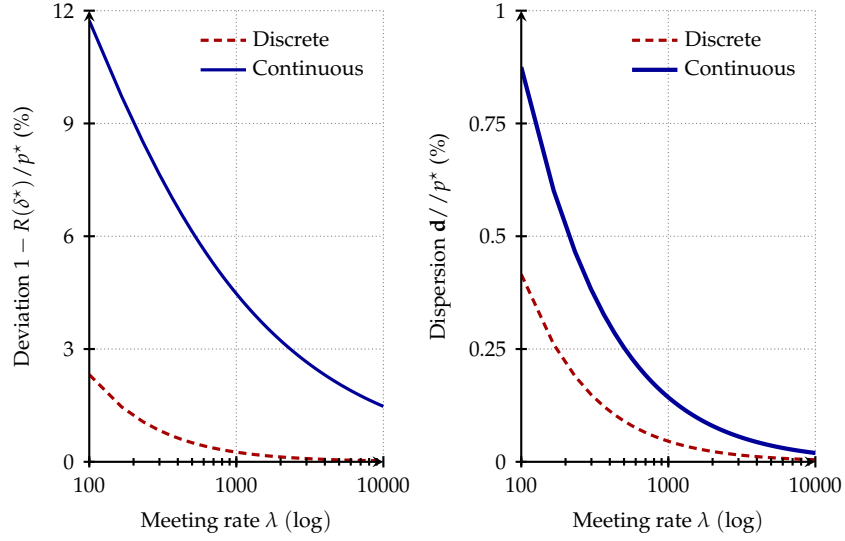 12
9
6
3
0
100
1000
10000
Deviation 1 − R(δ⋆)/p⋆ (%)
Meeting rate λ (log)
Discrete
Continuous
1
0.75
0.5
0.25
0
100
1000
10000
Dispersion d//p⋆ (%)
Meeting rate λ (log)
Discrete
Continuous